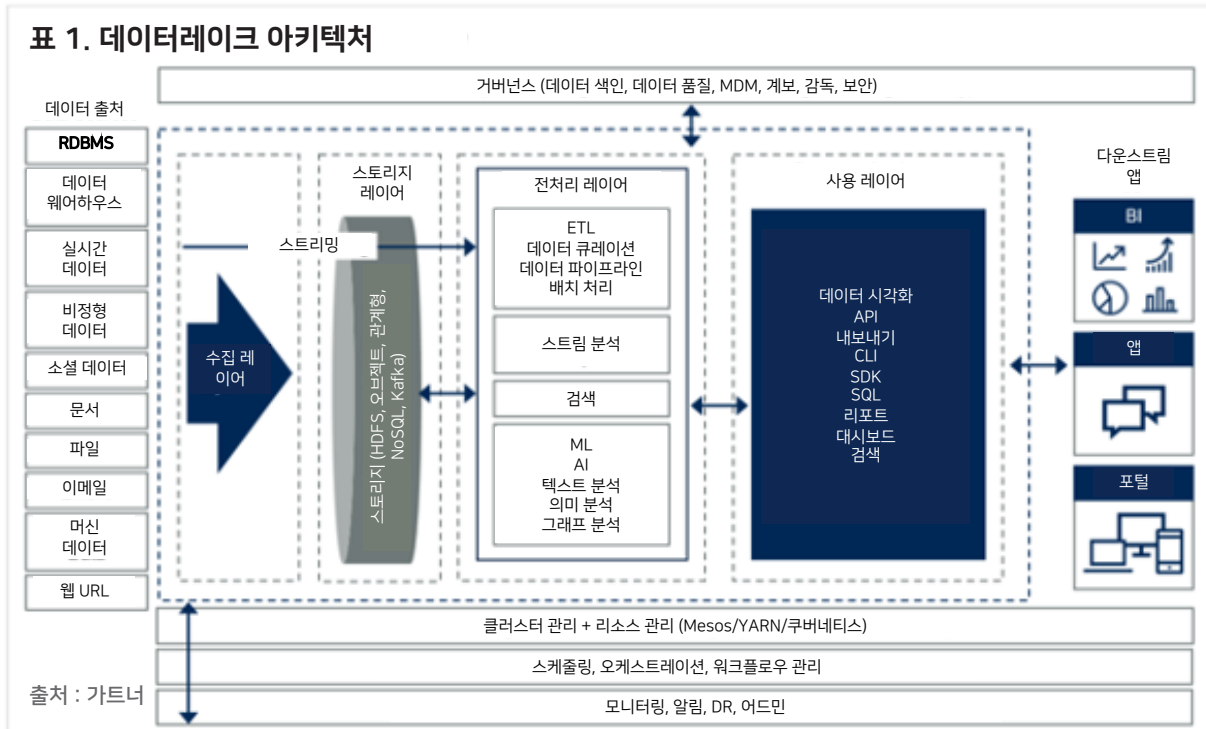 표 1. 데이터레이크 아키텍처
거버넌스 (데이터 색인, 데이터 품질, MDM, 계보, 감독, 보안)
데이터 출처
RDBMS
데이터
웨어하우스
실시간
데이터
비정형
데이터
소셜 데이터
문서
파일
이메일
머신
데이터
웹 URL
스트리밍
수집 레
이어
스토리지
레이어
스토리지 (HDFS, 오브젝트, 관계형,
NoSQL, Kafka)
전처리 레이어
ETL
데이터 큐레이션
데이터 파이프라인
배치 처리
스트림 분석
검색
ML
AI
텍스트 분석
의미 분석
그래프 분석
사용 레이어
데이터 시각화
API
내보내기
CLI
SDK
SQL
리포트
대시보드
검색
다운스트림
앱
BI
앱
포털
클러스터 관리 + 리소스 관리 (Mesos/YARN/쿠버네티스)
스케줄링, 오케스트레이션, 워크플로우 관리
모니터링, 알림, DR, 어드민
출처 : 가트너